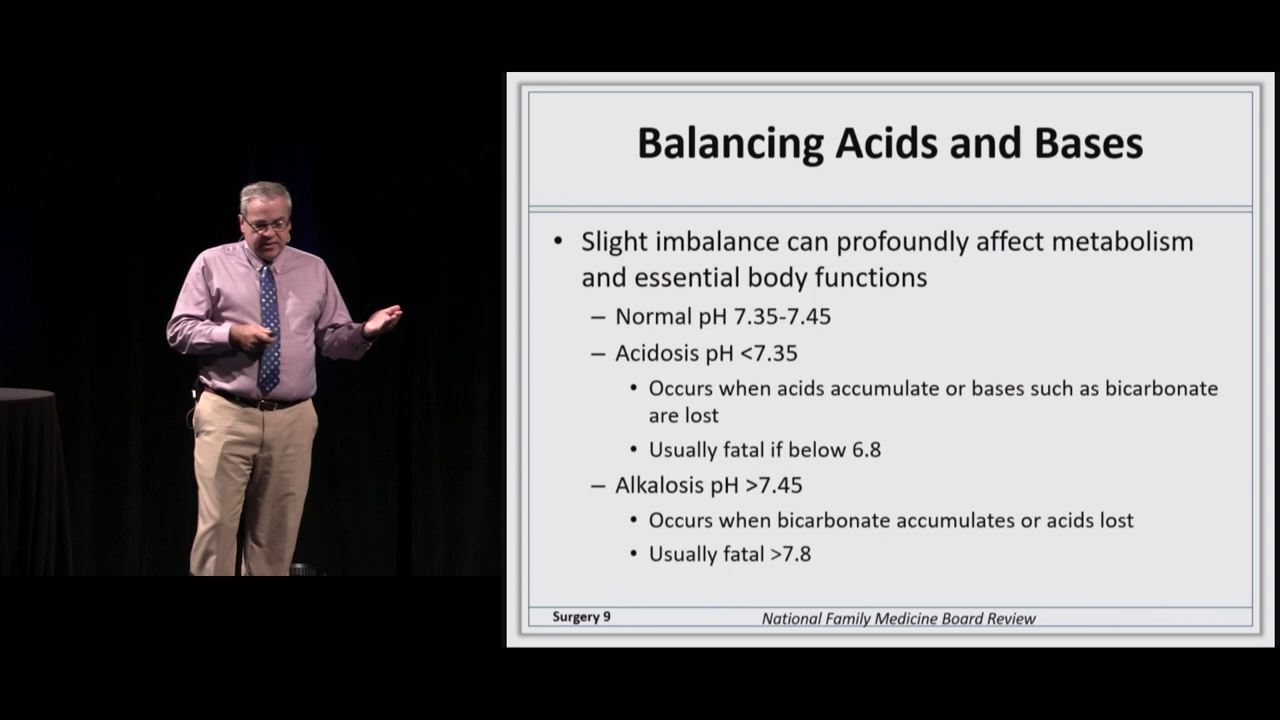 Balancing Acids and Bases
• Slight imbalance can profoundly affect metabolism
and essential body functions
– Normal pH 7.35-7.45
– Acidosis pH <7.35
• Occurs when acids accumulate or bases such as bicarbonate
are lost
• Usually fatal if below 6.8
– Alkalosis pH >7.45
• Occurs when bicarbonate accumulates or acids lost
• Usually fatal >7.8
Surgery 9
National Family Medicine Board Review